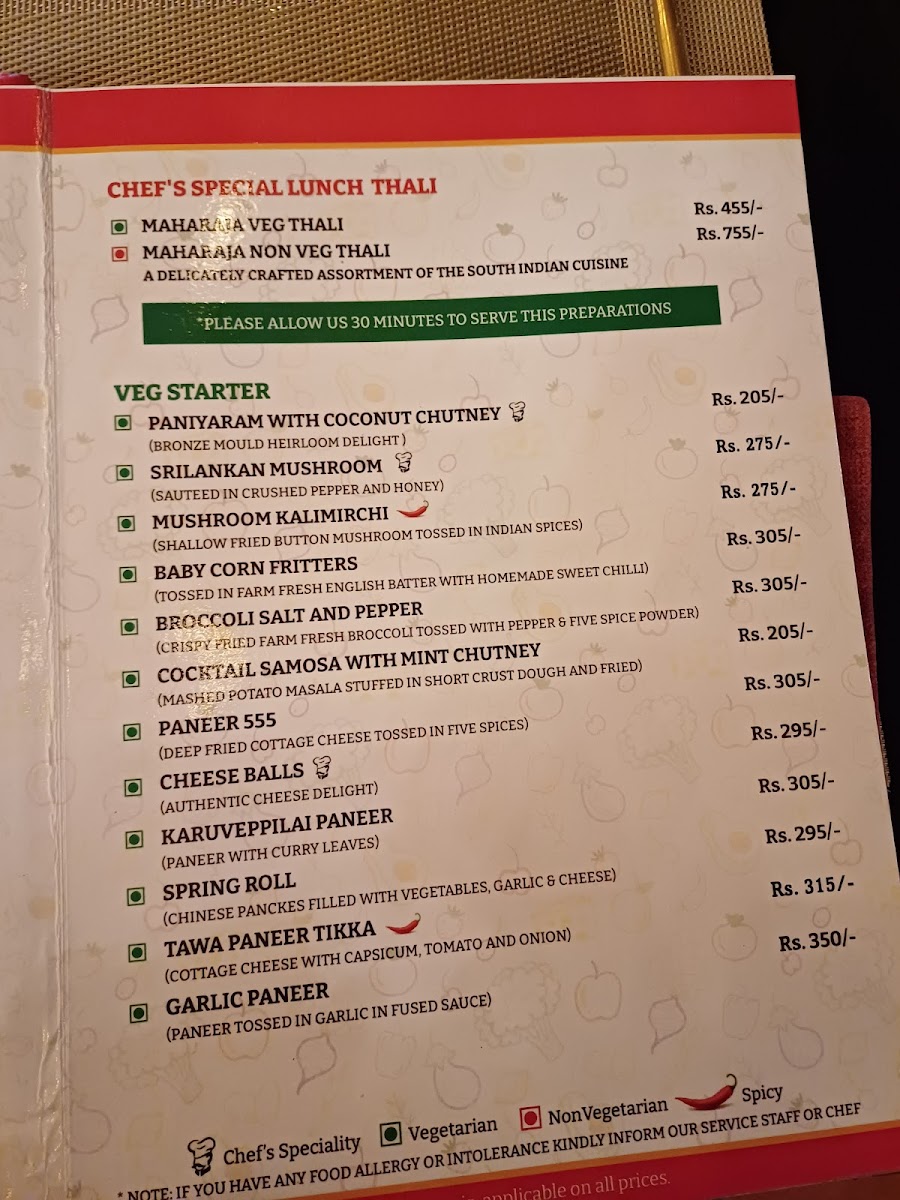 CHEF'S SPECIAL LUNCH THALI
MAHARAJA VEG THALI Rs. 455/-
MAHARAJA NON VEG THALI Rs. 755/-
A DELICATELY CRAFTED ASSORTMENT OF THE SOUTH INDIAN CUISINE
*PLEASE ALLOW US 30 MINUTES TO SERVE THIS PREPARATIONS
VEG STARTER
PANIYARAM WITH COCONUT CHUTNEY Rs. 205/-
(BRONZE MOULD HEIRLOOM DELIGHT)
SRILANKAN MUSHROOM Rs. 275/-
(SAUTEED IN CRUSHED PEPPER AND HONEY)
MUSHROOM KALIMIRCHI Rs. 275/-
(SHALLOW FRIED BUTTON MUSHROOM TOSSED IN INDIAN SPICES)
BABY CORN FRITTERS Rs. 305/-
(TOSSED IN FARM FRESH ENGLISH BATTER WITH HOMEMADE SWEET CHILLI)
BROCCOLI SALT AND PEPPER Rs. 305/-
(CRISPY FRIED FARM FRESH BROCCOLI TOSSED WITH PEPPER & FIVE SPICE POWDER)
COCKTAIL SAMOSA WITH MINT CHUTNEY Rs. 205/-
(MASHED POTATO MASALA STUFFED IN SHORT CRUST DOUGH AND FRIED)
PANEER 555 Rs. 305/-
(DEEP FRIED COTTAGE CHEESE TOSSED IN FIVE SPICES)
CHEESE BALLS Rs. 295/-
(AUTHENTIC CHEESE DELIGHT)
KARUVEPPILAI PANEER Rs. 305/-
(PANEER WITH CURRY LEAVES)
SPRING ROLL Rs. 295/-
(CHINESE PANCKES FILLED WITH VEGETABLES, GARLIC & CHEESE)
TAWA PANEER TIKKA Rs. 315/-
(COTTAGE CHEESE WITH CAPSICUM, TOMATO AND ONION)
GARLIC PANEER Rs. 350/-
(PANEER TOSSED IN GARLIC IN FUSED SAUCE)
Chef's Speciality Vegetarian NonVegetarian Spicy
* NOTE: IF YOU HAVE ANY FOOD ALLERGY OR INTOLERANCE KINDLY INFORM OUR SERVICE STAFF OR CHEF
applicable on all prices.